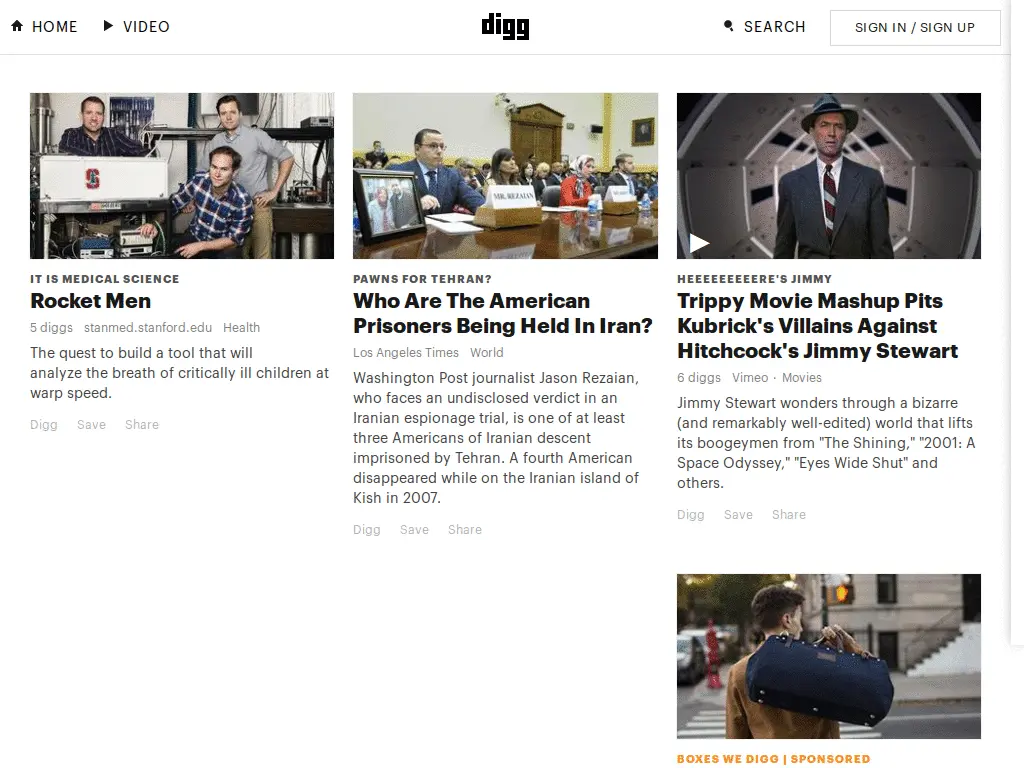 HOME VIDEO digg SEARCH SIGN IN / SIGN UP
S
IT IS MEDICAL SCIENCE
Rocket Men
5 diggs stanmed.stanford.edu Health
The quest to build a tool that will
analyze the breath of critically ill children at
warp speed.
Digg Save Share
MR. REZAIAN
PAWNS FOR TEHRAN?
Who Are The American
Prisoners Being Held In Iran?
Los Angeles Times World
Washington Post journalist Jason Rezaian,
who faces an undisclosed verdict in an
Iranian espionage trial, is one of at least
three Americans of Iranian descent
imprisoned by Tehran. A fourth American
disappeared while on the Iranian island of
Kish in 2007.
Digg Save Share
HEEEEEEEEERE'S JIMMY
Trippy Movie Mashup Pits
Kubrick's Villains Against
Hitchcock's Jimmy Stewart
6 diggs Vimeo · Movies
Jimmy Stewart wonders through a bizarre
(and remarkably well-edited) world that lifts
its boogeymen from "The Shining," "2001: A
Space Odyssey," "Eyes Wide Shut" and
others.
Digg Save Share
BOXES WE DIGG | SPONSORED